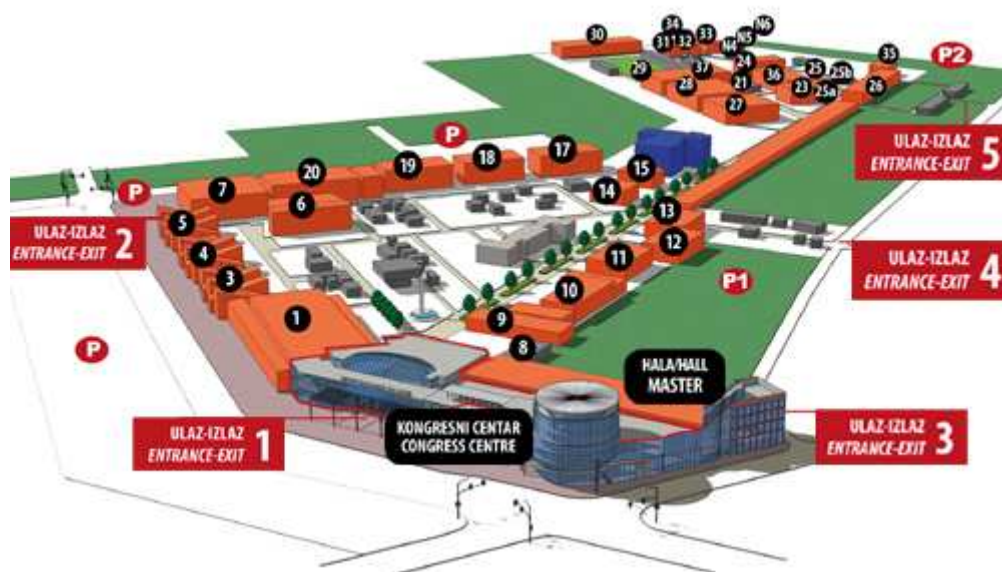 34
N6
30
31
32
33
N5
N4
35
P2
29
37
24
25
25b
28
21
36
23
25a
26
27
ULAZ-IZLAZ
ENTRANCE-EXIT 5
P
17
18
19
20
7
15
P
14
6
5
13
ULAZ-IZLAZ
ENTRANCE-EXIT 2
4
12
ULAZ-IZLAZ
ENTRANCE-EXIT 4
3
11
P1
10
1
9
8
P
HALA/HALL
MASTER
KONGRESNI CENTAR
CONGRESS CENTRE
ULAZ-IZLAZ
ENTRANCE-EXIT 1
ULAZ-IZLAZ
ENTRANCE-EXIT 3